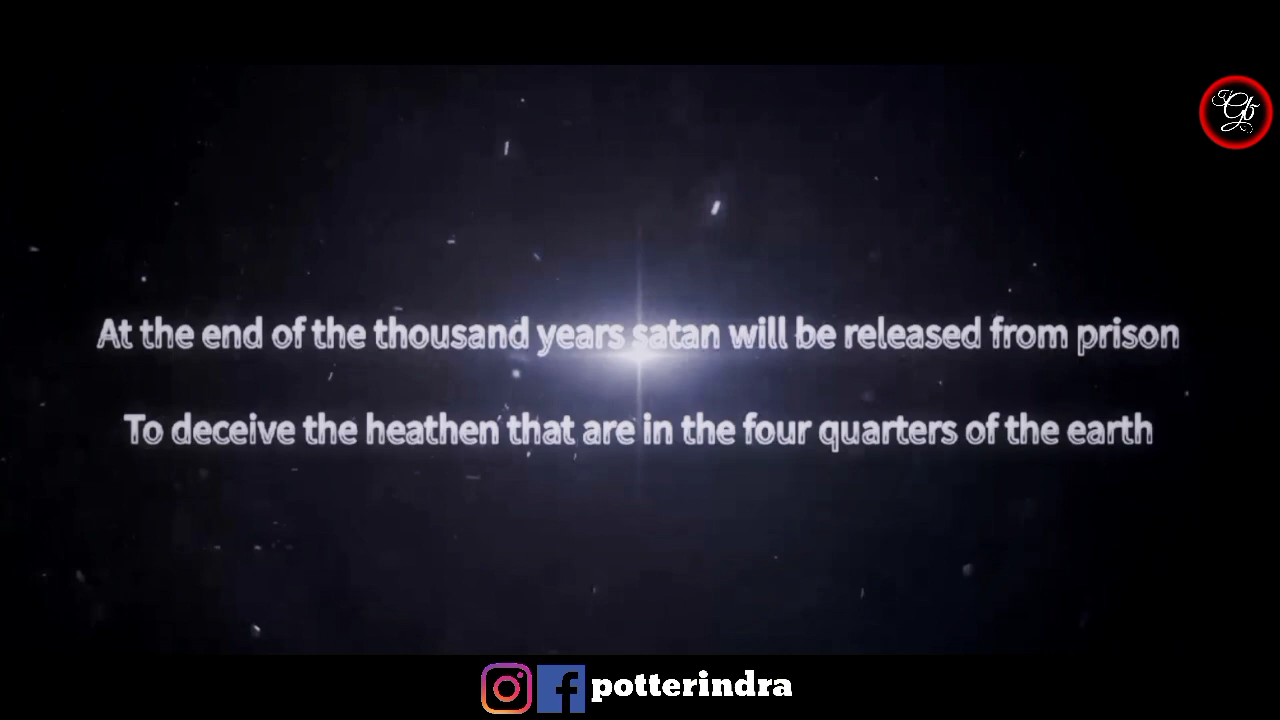 At the end of the thousand years satan will be released from prison
To deceive the heathen that are in the four quarters of the earth
potterindra